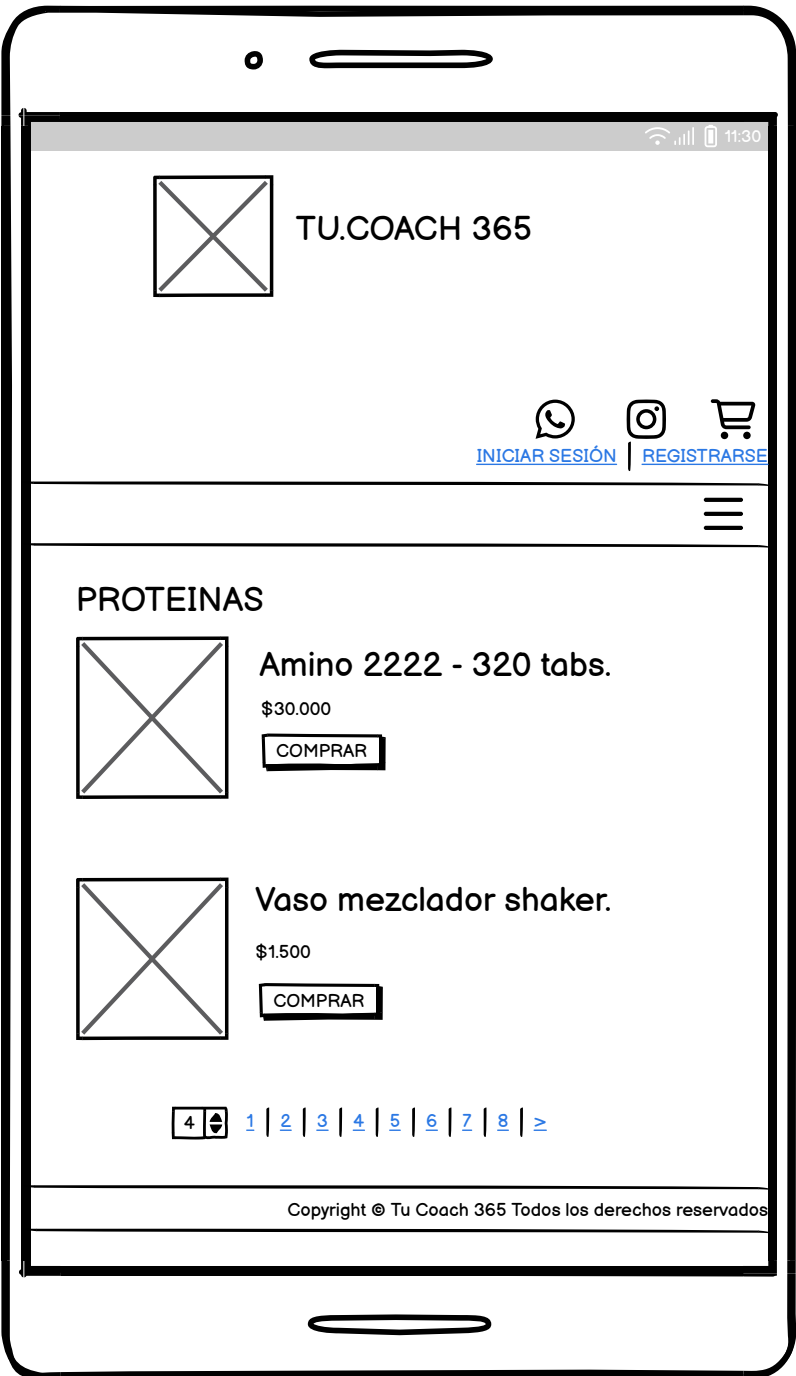 11:30
TU.COACH 365
INICIAR SESIÓN | REGISTRARSE
PROTEINAS
Amino 2222 - 320 tabs.
$30.000
COMPRAR
Vaso mezclador shaker.
$1.500
COMPRAR
4 1 | 2 | 3 | 4 | 5 | 6 | 7 | 8 | >
Copyright © Tu Coach 365 Todos los derechos reservados